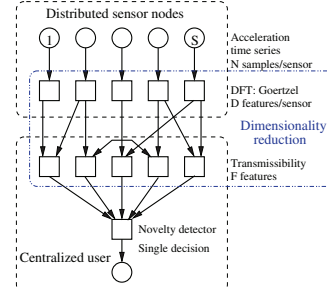 Distributed sensor nodes
1
S
Acceleration
time series
N samples/sensor
DFT: Goertzel
D features/sensor
Dimensionality
reduction
Transmissibility
F features
Novelty detector
Single decision
Centralized user